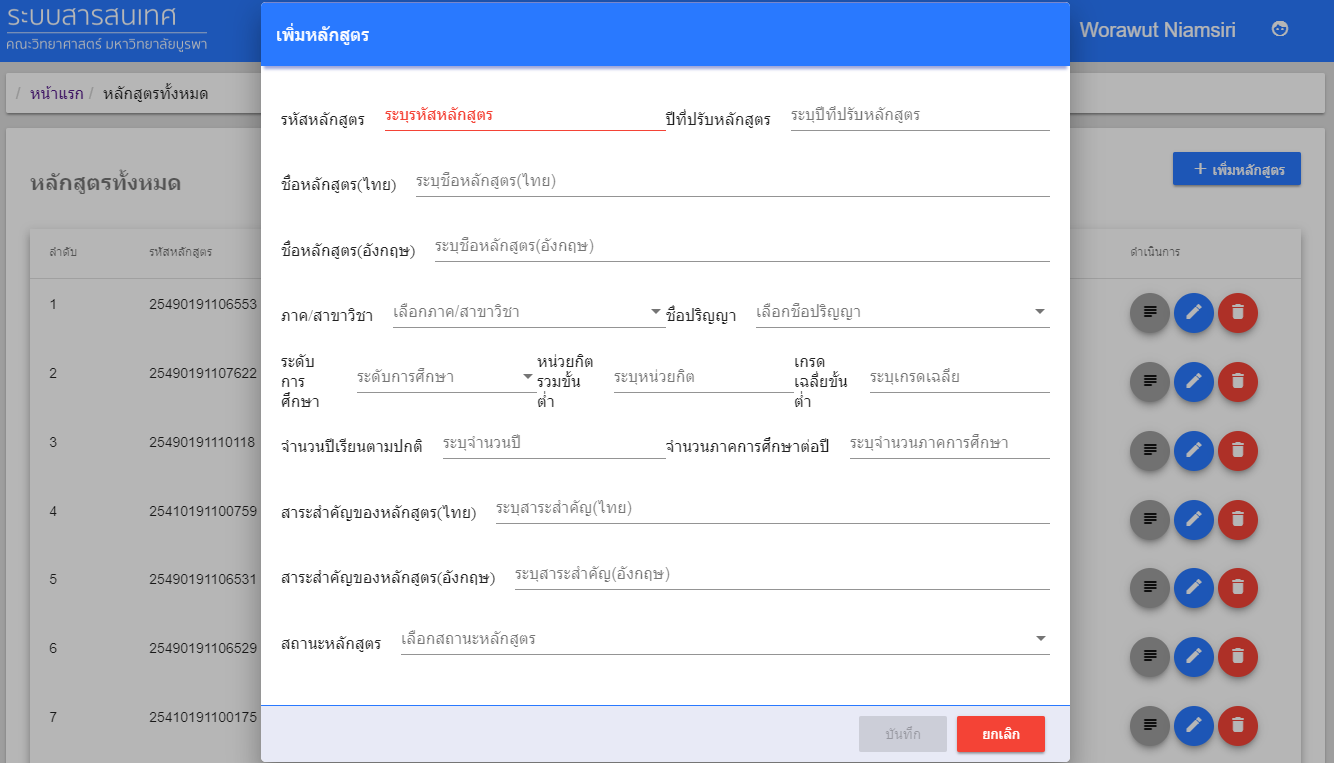 ระบบสารสนเทศ
คณะวิทยาศาสตร์ มหาวิทยาลัยบูรพา
Worawut Niamsiri
/ หน้าแรก / หลักสูตรทั้งหมด
หลักสูตรทั้งหมด
+ เพิ่มหลักสูตร
ลำดับ รหัสหลักสูตร ดำเนินการ
1 25490191106553
2 25490191107622
3 25490191110118
4 25410191100759
5 25490191106531
6 25490191106529
7 25410191100175
เพิ่มหลักสูตร
รหัสหลักสูตร ระบุรหัสหลักสูตร ปีที่ปรับหลักสูตร ระบุปีที่ปรับหลักสูตร
ชื่อหลักสูตร(ไทย) ระบุชื่อหลักสูตร(ไทย)
ชื่อหลักสูตร(อังกฤษ) ระบุชื่อหลักสูตร(อังกฤษ)
ภาค/สาขาวิชา เลือกภาค/สาขาวิชา ชื่อปริญญา เลือกชื่อปริญญา
ระดับ
การ
ศึกษา
ระดับการศึกษา
หน่วยกิต
รวมขั้น
ต่ำ
ระบุหน่วยกิต
เกรด
เฉลี่ยขั้น
ต่ำ
ระบุเกรดเฉลี่ย
จำนวนปีเรียนตามปกติ ระบุจำนวนปี จำนวนภาคการศึกษาต่อปี ระบุจำนวนภาคการศึกษา
สาระสำคัญของหลักสูตร(ไทย) ระบุสาระสำคัญ(ไทย)
สาระสำคัญของหลักสูตร(อังกฤษ) ระบุสาระสำคัญ(อังกฤษ)
สถานะหลักสูตร เลือกสถานะหลักสูตร
บันทึก ยกเลิก